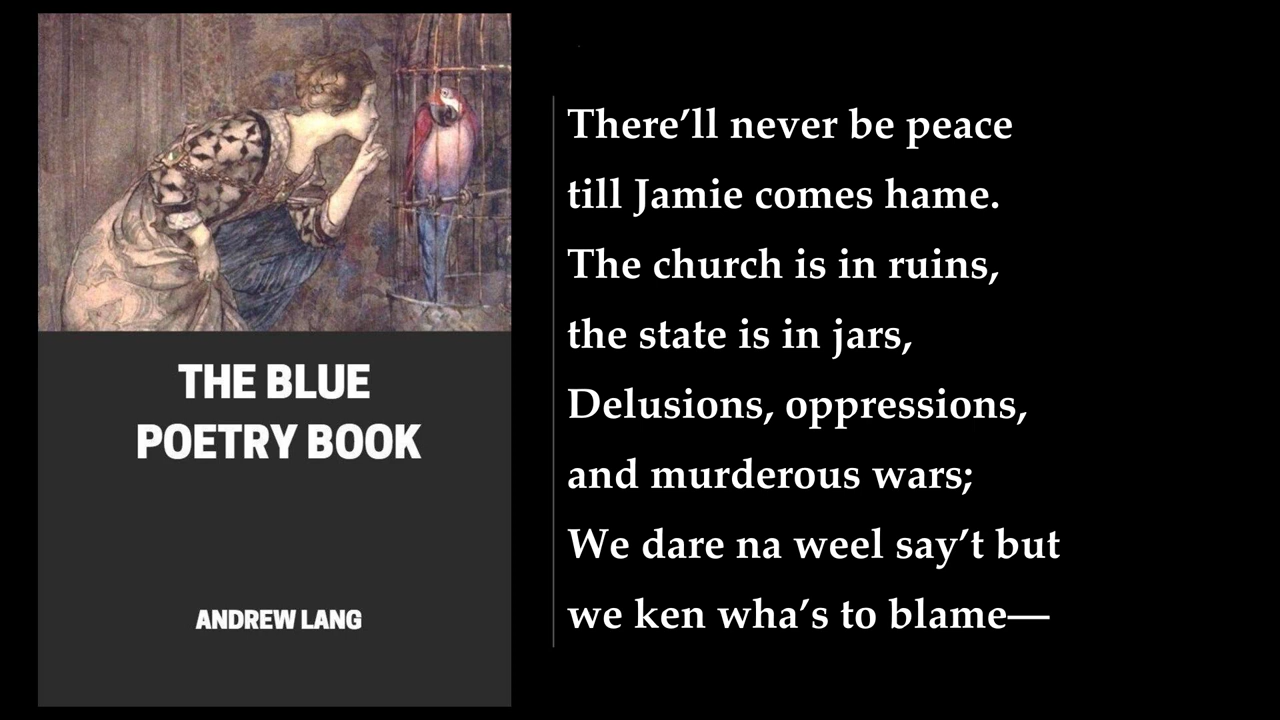 THE BLUE
POETRY BOOK
ANDREW LANG
There’ll never be peace
till Jamie comes hame.
The church is in ruins,
the state is in jars,
Delusions, oppressions,
and murderous wars;
We dare na weel say’t but
we ken wha’s to blame—